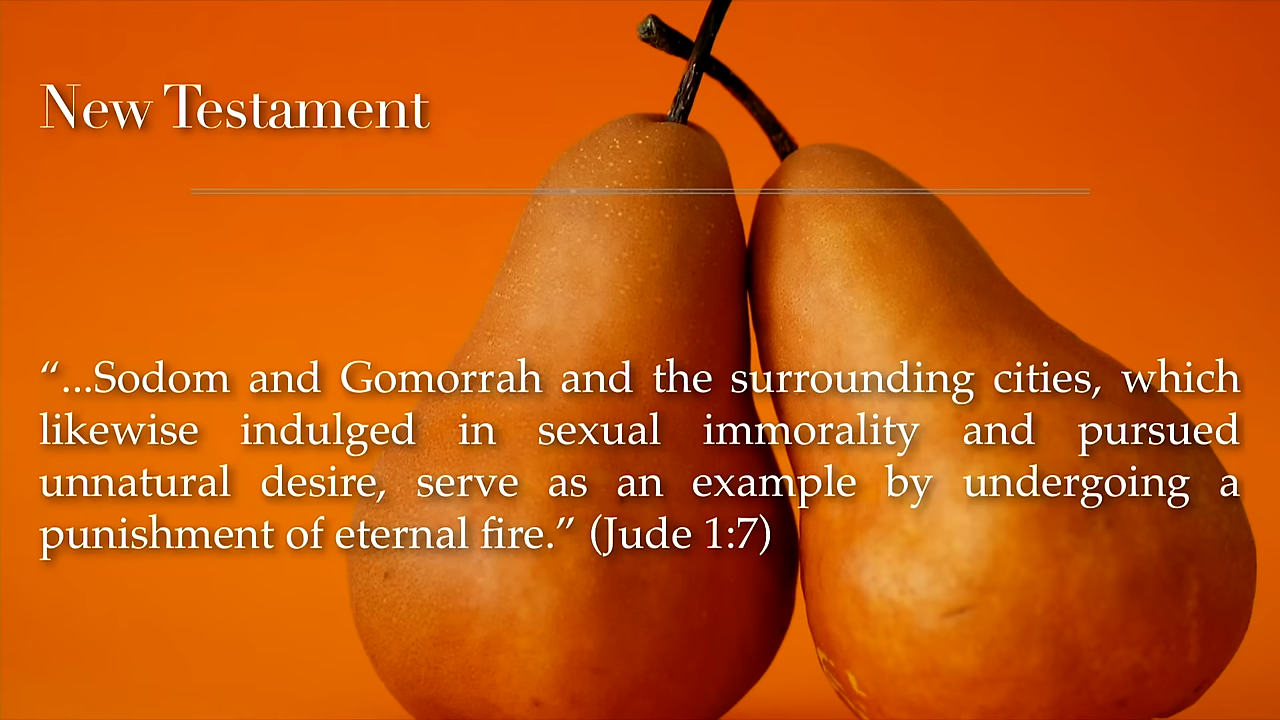 New Testament
“...Sodom and Gomorrah and the surrounding cities, which
likewise indulged in sexual immorality and pursued
unnatural desire, serve as an example by undergoing a
punishment of eternal fire.” (Jude 1:7)